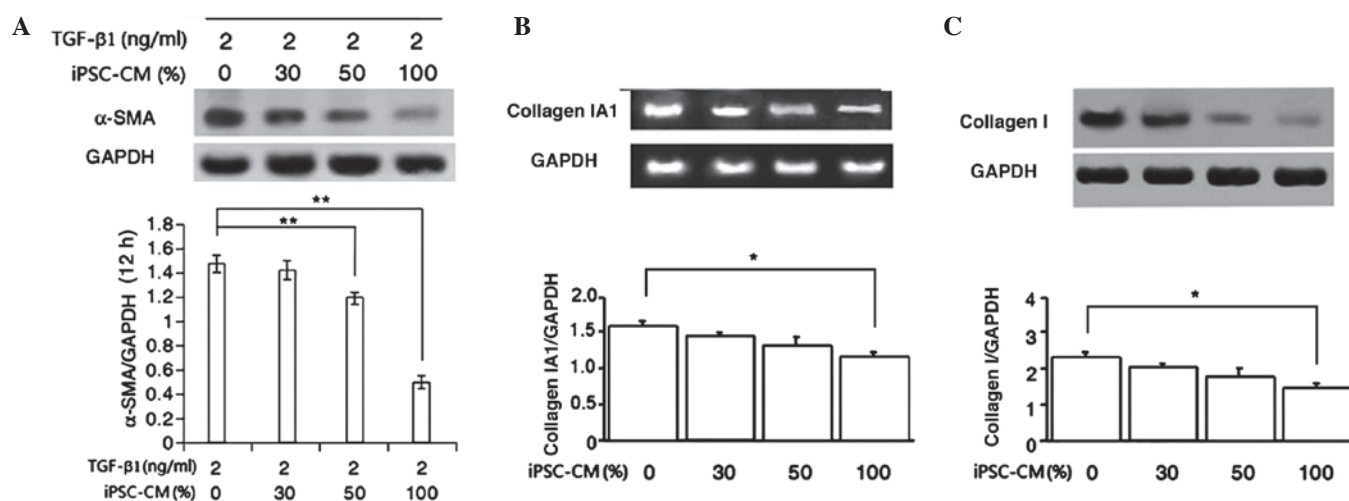 A
TGF-β1 (ng/ml) 2 2 2 2
iPSC-CM (%) 0 30 50 100
α-SMA
GAPDH
**
**
α-SMA/GAPDH (12 h)
1.8
1.6
1.4
1.2
1.0
0.8
0.6
0.4
0.2
0
TGF-β1(ng/ml) 2 2 2 2
iPSC-CM (%) 0 30 50 100
B
Collagen IA1
GAPDH
*
Collagen IA1/GAPDH
2.0
1.5
1.0
0.5
0
iPSC-CM (%) 0 30 50 100
C
Collagen I
GAPDH
*
Collagen I/GAPDH
4
3
2
1
0
iPSC-CM (%) 0 30 50 100